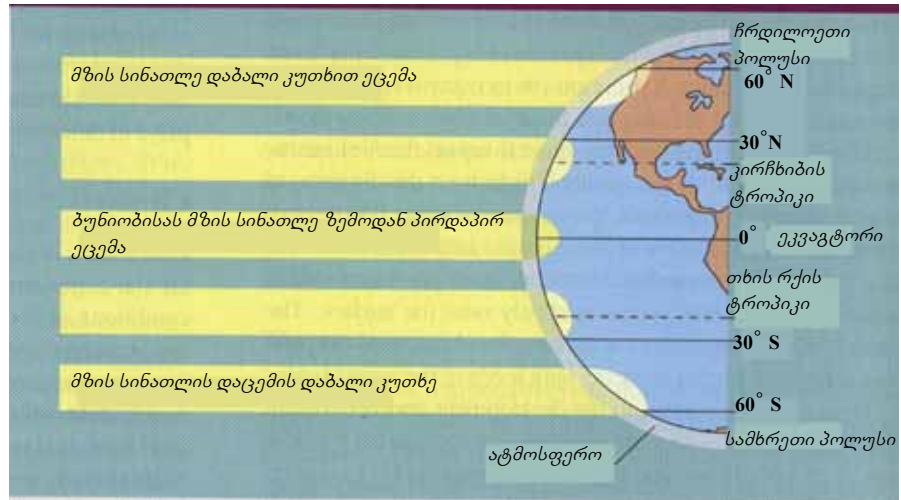 ჩრდილოეთი
პოლუსი
მზის სინათლე დაბალი კუთხით ეცემა
60° N
30° N
კირჩხიბის
ტროპიკი
ბუნიობისას მზის სინათლე ზემოდან პირდაპირ
ეცემა
0° ეკვაგტორი
თხის რქის
ტროპიკი
30° S
მზის სინათლის დაცემის დაბალი კუთხე
60° S
სამხრეთი პოლუსი
ატმოსფერო